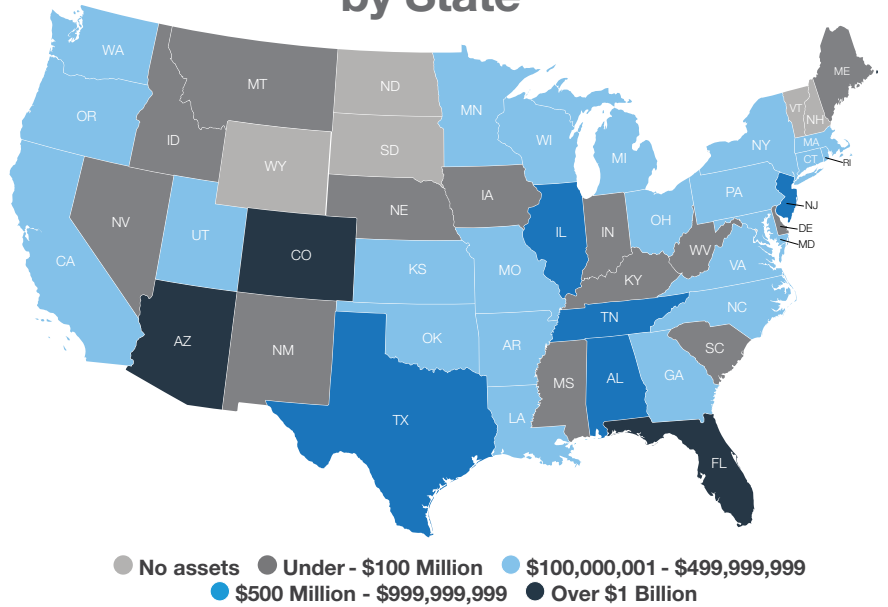 by State
WA
MT
ND
ME
OR
MN
VT
NH
ID
WI
NY
MA
SD
MI
CT
RI
WY
PA
IA
NE
OH
NJ
NV
UT
IL
IN
DE
CO
WV
MD
CA
KS
MO
VA
KY
NC
TN
AZ
OK
NM
AR
SC
MS
AL
GA
TX
LA
FL
No assets Under - $100 Million $100,000,001 - $499,999,999
$500 Million - $999,999,999 Over $1 Billion